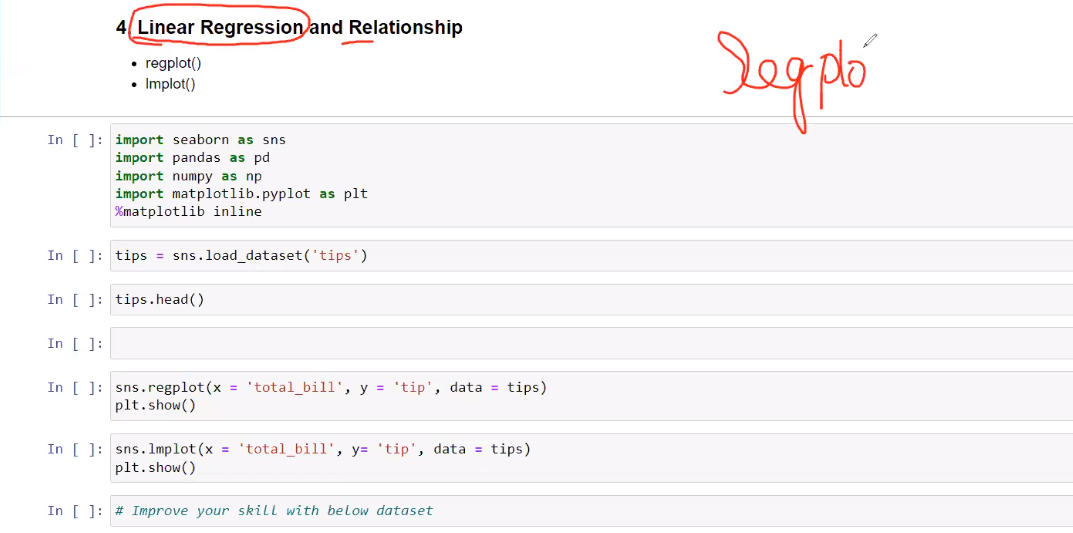 4. Linear Regression and Relationship
• regplot()
• lmplot()
Regplo
In [ ]: import seaborn as sns
import pandas as pd
import numpy as np
import matplotlib.pyplot as plt
%matplotlib inline
In [ ]: tips = sns.load_dataset('tips')
In [ ]: tips.head()
In [ ]:
In [ ]: sns.regplot(x = 'total_bill', y = 'tip', data = tips)
plt.show()
In [ ]: sns.lmplot(x = 'total_bill', y= 'tip', data = tips)
plt.show()
In [ ]: # Improve your skill with below dataset